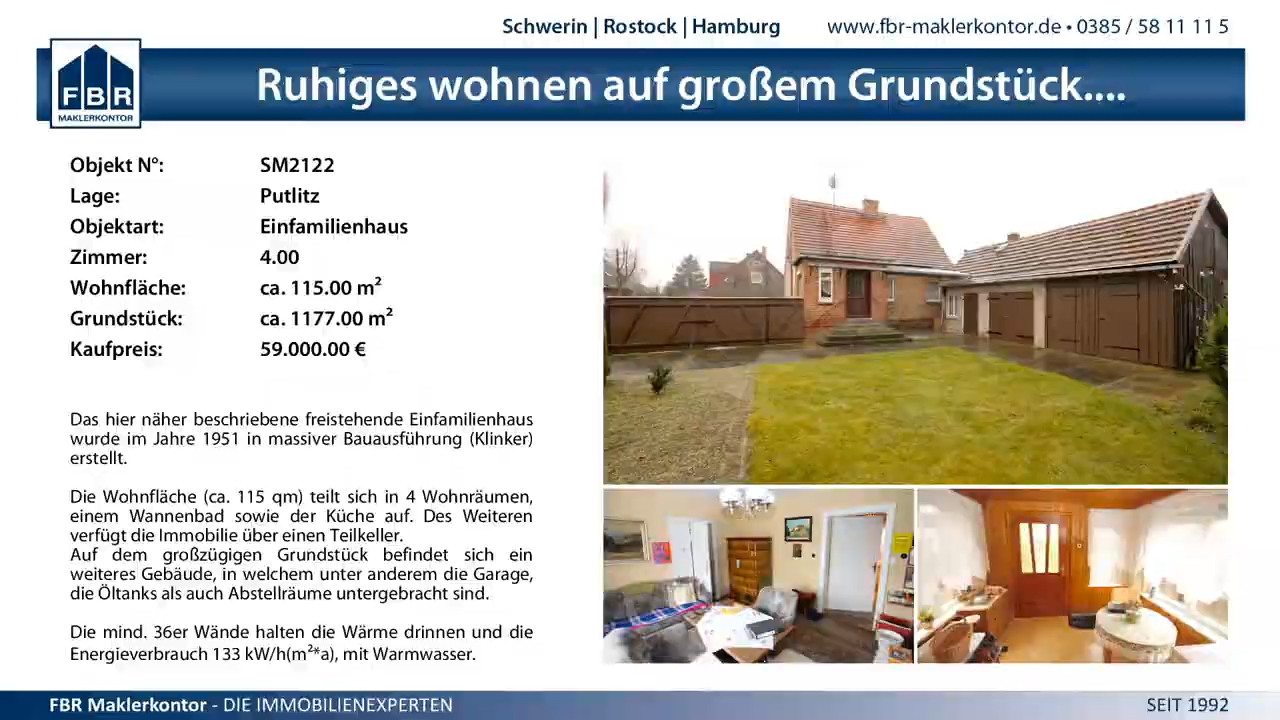 Schwerin | Rostock | Hamburg www.fbr-maklerkontor.de • 0385 / 58 11 11 5
FBR
MAKLERKONTOR
Ruhiges wohnen auf großem Grundstück....
Objekt N°: SM2122
Lage: Putlitz
Objektart: Einfamilienhaus
Zimmer: 4.00
Wohnfläche: ca. 115.00 m²
Grundstück: ca. 1177.00 m²
Kaufpreis: 59.000.00 €
Das hier näher beschriebene freistehende Einfamilienhaus
wurde im Jahre 1951 in massiver Bauausführung (Klinker)
erstellt.
Die Wohnfläche (ca. 115 qm) teilt sich in 4 Wohnräumen,
einem Wannenbad sowie der Küche auf. Des Weiteren
verfügt die Immobilie über einen Teilkeller.
Auf dem großzügigen Grundstück befindet sich ein
weiteres Gebäude, in welchem unter anderem die Garage,
die Öltanks als auch Abstellräume untergebracht sind.
Die mind. 36er Wände halten die Wärme drinnen und die
Energieverbrauch 133 kW/h(m²*a), mit Warmwasser.
FBR Maklerkontor - DIE IMMOBILIENEXPERTEN SEIT 1992